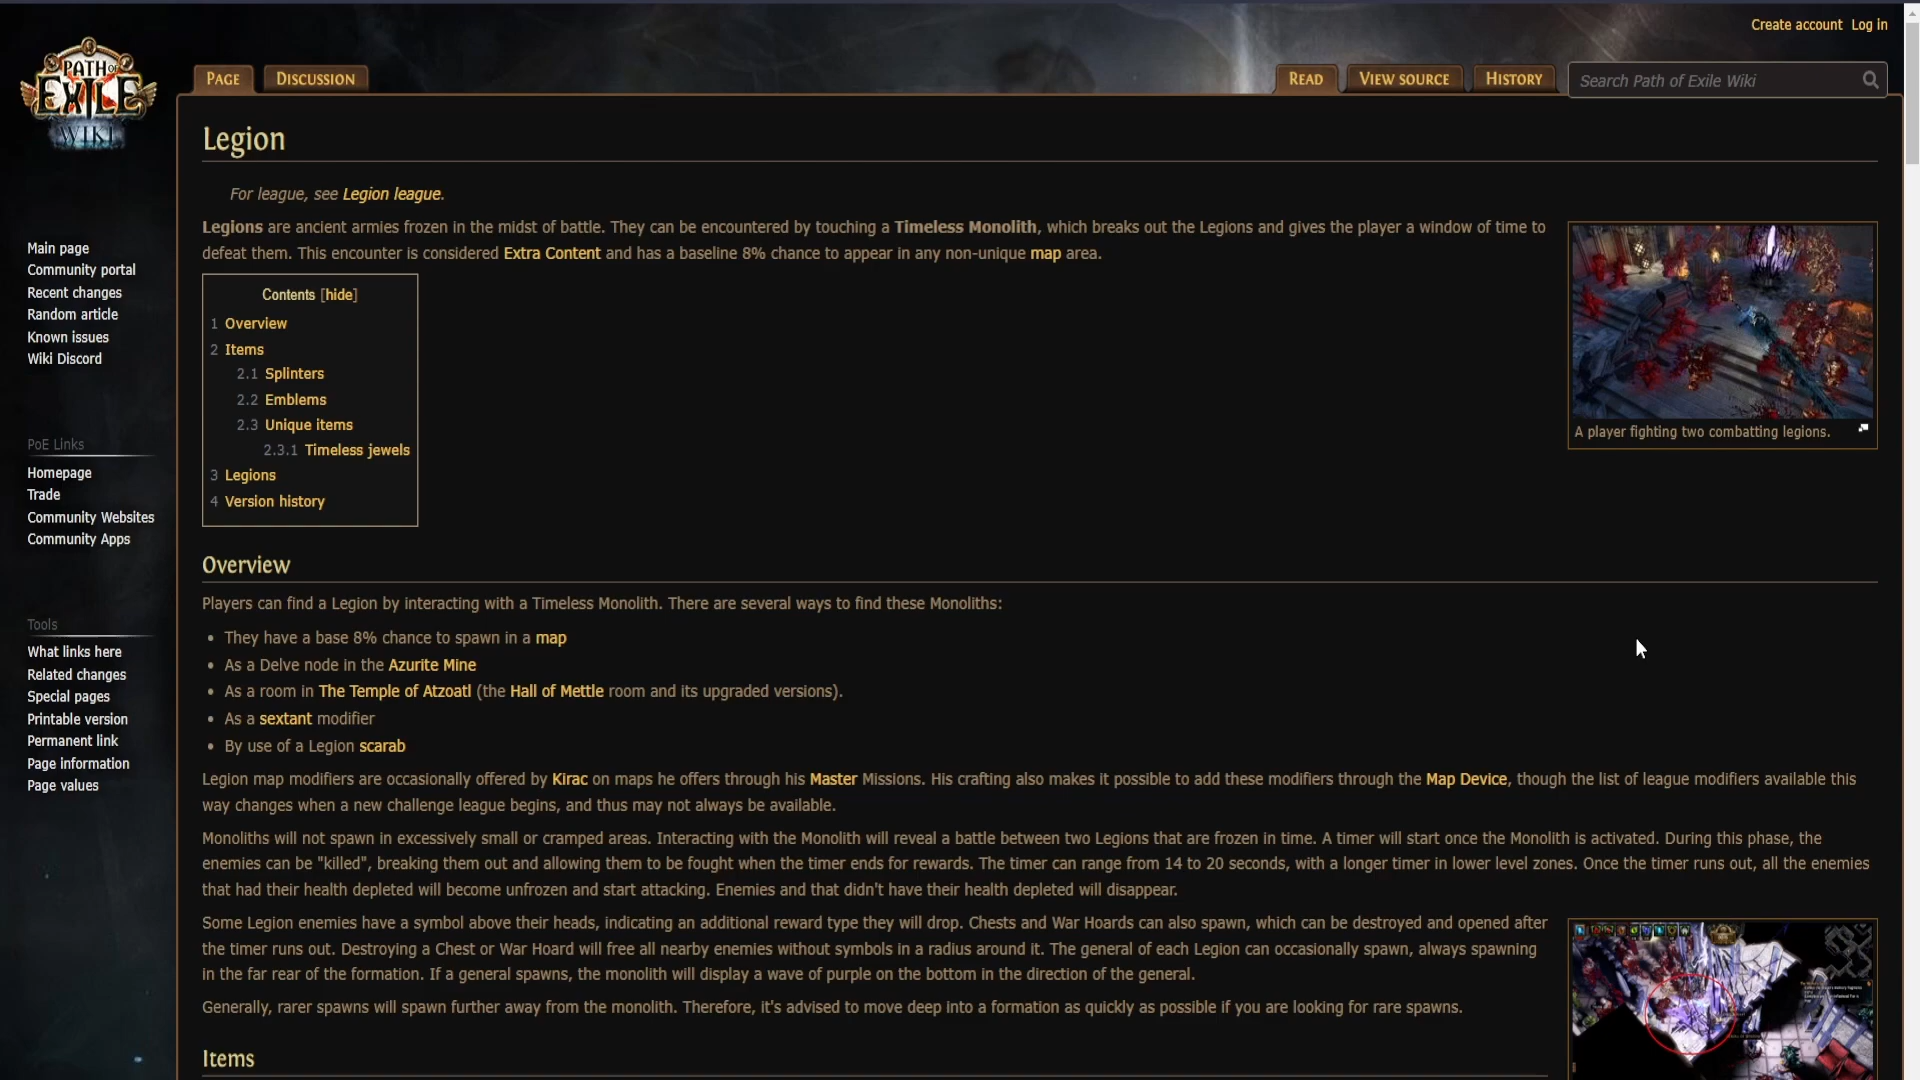 Create account Log in
PATH OF
EXILE
WIKI
PAGE DISCUSSION READ VIEW SOURCE HISTORY Search Path of Exile Wiki
Legion
For league, see Legion league.
Legions are ancient armies frozen in the midst of battle. They can be encountered by touching a Timeless Monolith, which breaks out the Legions and gives the player a window of time to
defeat them. This encounter is considered Extra Content and has a baseline 8% chance to appear in any non-unique map area.
A player fighting two combatting legions.
Contents [hide]
1 Overview
2 Items
2.1 Splinters
2.2 Emblems
2.3 Unique items
2.3.1 Timeless jewels
3 Legions
4 Version history
Main page
Community portal
Recent changes
Random article
Known issues
Wiki Discord
PoE Links
Homepage
Trade
Community Websites
Community Apps
Tools
What links here
Related changes
Special pages
Printable version
Permanent link
Page information
Page values
Overview
Players can find a Legion by interacting with a Timeless Monolith. There are several ways to find these Monoliths:
• They have a base 8% chance to spawn in a map
• As a Delve node in the Azurite Mine
• As a room in The Temple of Atzoatl (the Hall of Mettle room and its upgraded versions).
• As a sextant modifier
• By use of a Legion scarab
Legion map modifiers are occasionally offered by Kirac on maps he offers through his Master Missions. His crafting also makes it possible to add these modifiers through the Map Device, though the list of league modifiers available this
way changes when a new challenge league begins, and thus may not always be available.
Monoliths will not spawn in excessively small or cramped areas. Interacting with the Monolith will reveal a battle between two Legions that are frozen in time. A timer will start once the Monolith is activated. During this phase, the
enemies can be "killed", breaking them out and allowing them to be fought when the timer ends for rewards. The timer can range from 14 to 20 seconds, with a longer timer in lower level zones. Once the timer runs out, all the enemies
that had their health depleted will become unfrozen and start attacking. Enemies and that didn't have their health depleted will disappear.
Some Legion enemies have a symbol above their heads, indicating an additional reward type they will drop. Chests and War Hoards can also spawn, which can be destroyed and opened after
the timer runs out. Destroying a Chest or War Hoard will free all nearby enemies without symbols in a radius around it. The general of each Legion can occasionally spawn, always spawning
in the far rear of the formation. If a general spawns, the monolith will display a wave of purple on the bottom in the direction of the general.
Generally, rarer spawns will spawn further away from the monolith. Therefore, it's advised to move deep into a formation as quickly as possible if you are looking for rare spawns.
Items